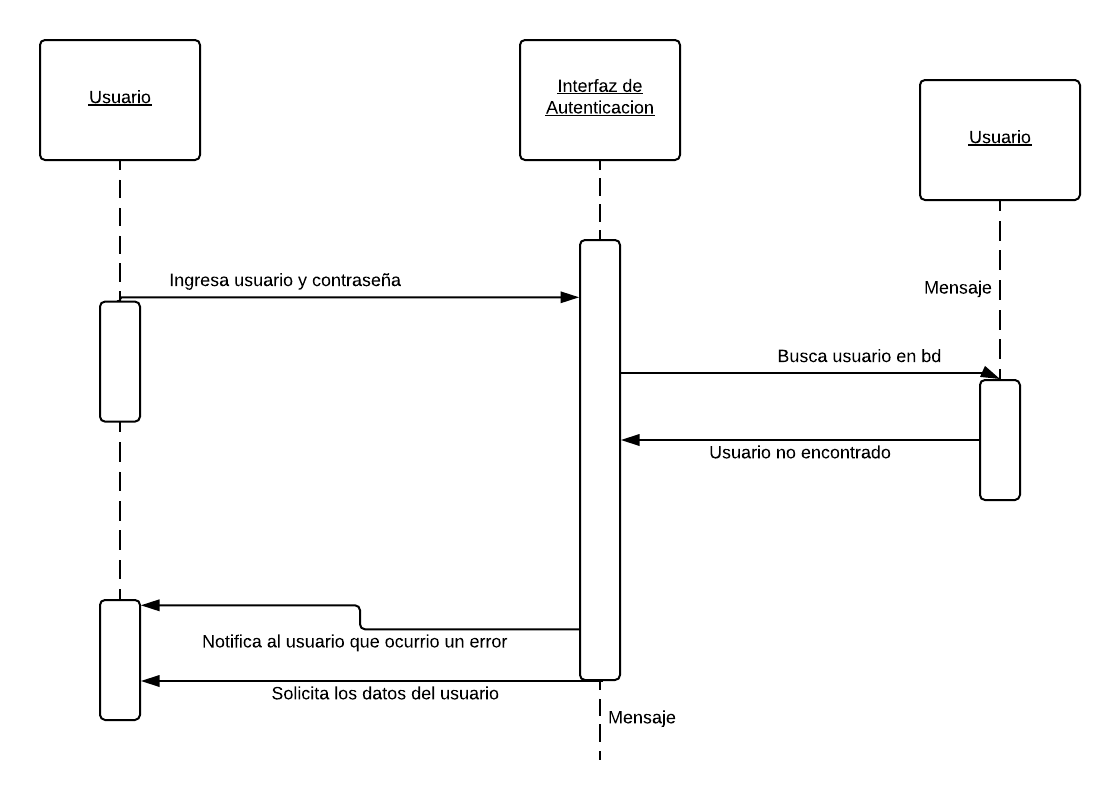 Usuario
Interfaz de
Autenticacion
Usuario
Ingresa usuario y contraseña
Mensaje
Busca usuario en bd
Usuario no encontrado
Notifica al usuario que ocurrio un error
Solicita los datos del usuario
Mensaje